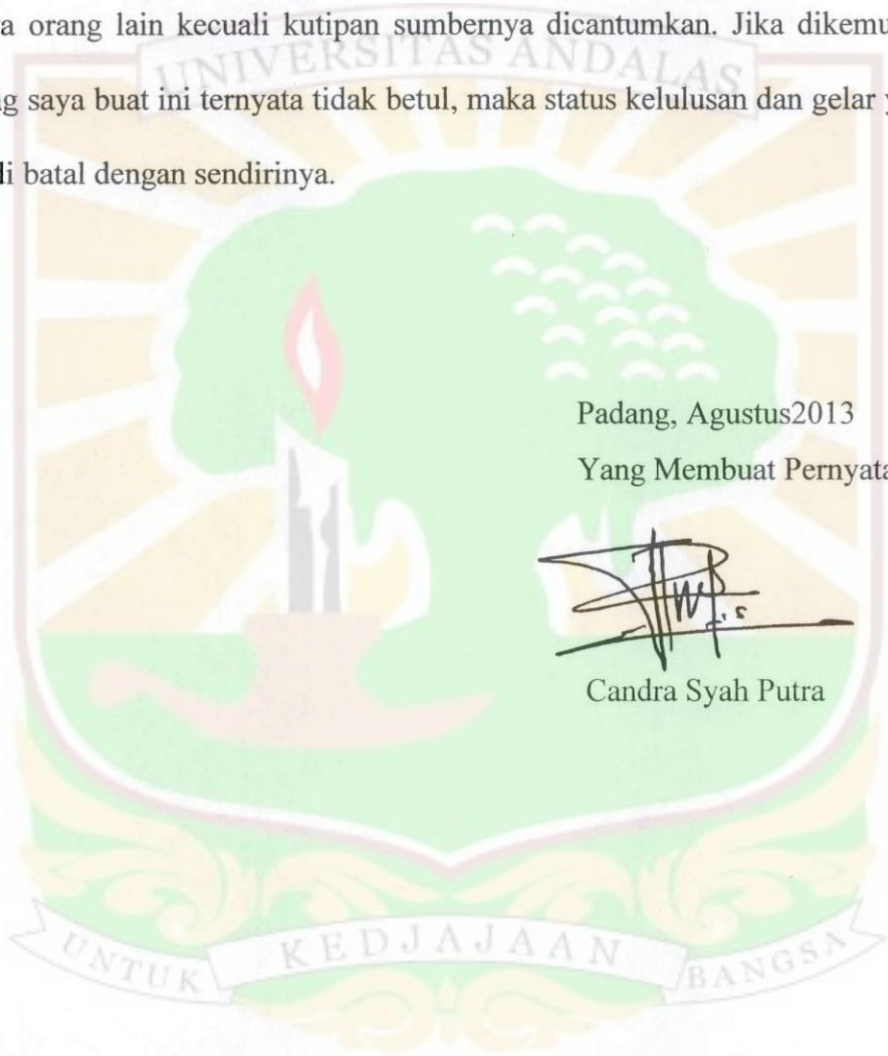 a orang lain kecuali kutipan sumbernya dicantumkan. Jika dikemu
UNIVERSITAS ANDALAS
g saya buat ini ternyata tidak betul, maka status kelulusan dan gelar y
di batal dengan sendirinya.
Padang, Agustus2013
Yang Membuat Pernyata
Candra Syah Putra
UNTUK KEDJAJAAN BANGSA